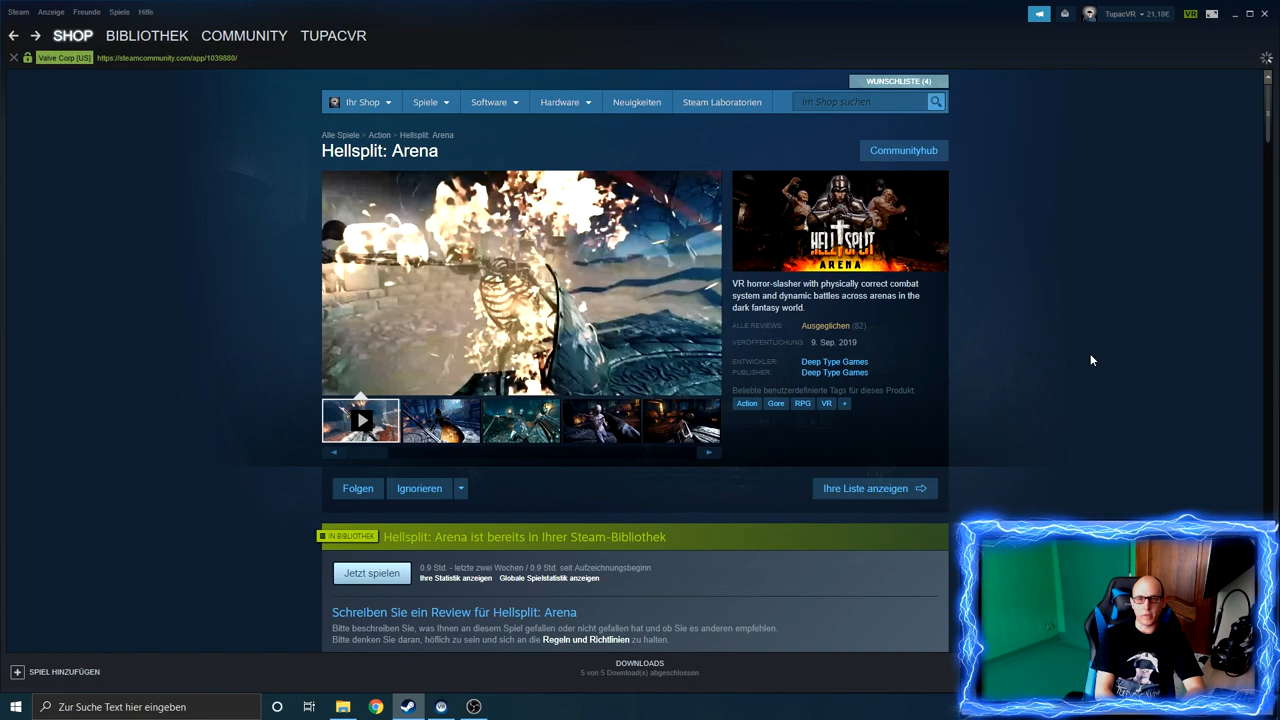 Steam Anzeige Freunde Spiele Hilfe
TupacVR 21,18€ VR
SHOP BIBLIOTHEK COMMUNITY TUPACVR
Valve Corp [US] https://steamcommunity.com/app/1039880/
WUNSCHLISTE (4)
Ihr Shop Spiele Software Hardware Neuigkeiten Steam Laboratorien Im Shop suchen
Alle Spiele > Action > Hellsplit: Arena
Hellsplit: Arena
Communityhub
HELLSPLIT
ARENA
VR horror-slasher with physically correct combat
system and dynamic battles across arenas in the
dark fantasy world.
ALLE REVIEWS: Ausgeglichen (82)
VERÖFFENTLICHUNG: 9. Sep. 2019
ENTWICKLER: Deep Type Games
PUBLISHER: Deep Type Games
Beliebte benutzerdefinierte Tags für dieses Produkt:
Action Gore RPG VR +
Folgen Ignorieren Ihre Liste anzeigen
IN BIBLIOTHEK Hellsplit: Arena ist bereits in Ihrer Steam-Bibliothek
Jetzt spielen
0.9 Std. - letzte zwei Wochen / 0.9 Std. seit Aufzeichnungsbeginn
Ihre Statistik anzeigen Globale Spielstatistik anzeigen
Schreiben Sie ein Review für Hellsplit: Arena
Bitte beschreiben Sie, was Ihnen an diesem Spiel gefallen oder nicht gefallen hat und ob Sie es anderen empfehlen.
Bitte denken Sie daran, höflich zu sein und sich an die Regeln und Richtlinien zu halten.
SPIEL HINZUFÜGEN
DOWNLOADS
5 von 5 Download(s) abgeschlossen
Zur Suche Text hier eingeben